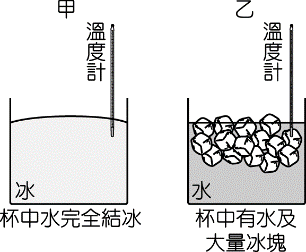 甲
溫度計
冰
杯中水完全結冰
乙
溫度計
水
杯中有水及
大量冰塊